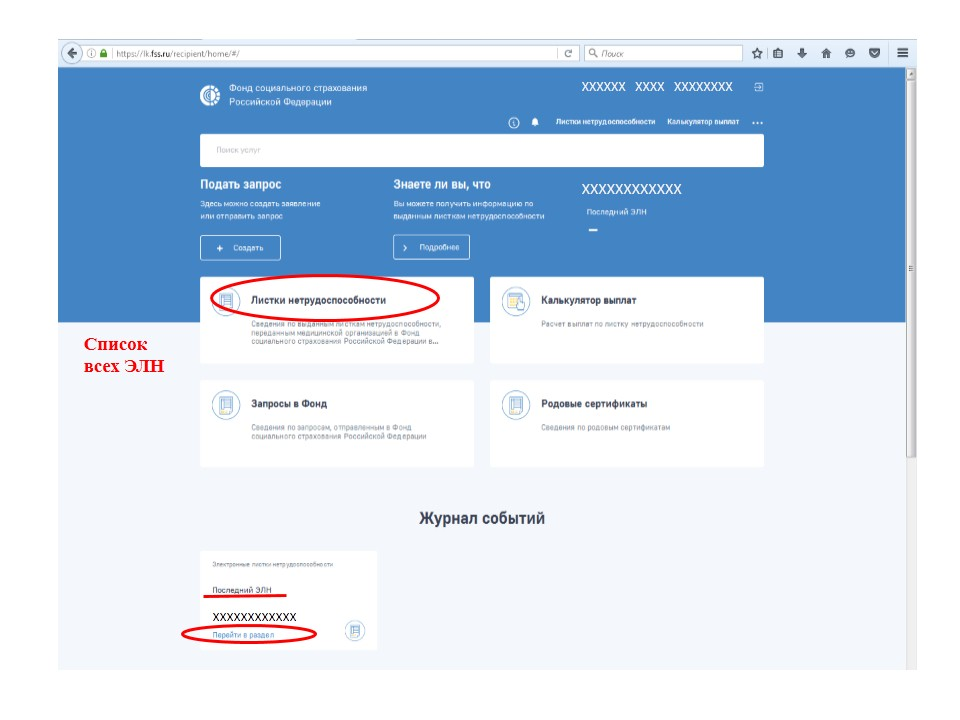 https://lk.fss.ru/recipient/home/#/
Поиск
Фонд социального страхования
Российской Федерации
XXXXXX XXXX XXXXXXXX
Листки нетрудоспособности Калькулятор выплат ...
Поиск услуг
Подать запрос
Здесь можно создать заявление
или отправить запрос
+ Создать
Знаете ли вы, что
Вы можете получить информацию по
выданным листкам нетрудоспособности
> Подробнее
XXXXXXXXXXXX
Последний ЭЛН
Листки нетрудоспособности
Сведения по выданным листкам нетрудоспособности,
переданным медицинской организацией в Фонд
социального страхования Российской Федерации в...
Калькулятор выплат
Расчет выплат по листку нетрудоспособности
Список
всех ЭЛН
Запросы в Фонд
Сведения по запросам, отправленным в Фонд
социального страхования Российской Федерации
Родовые сертификаты
Сведения по родовым сертификатам
Журнал событий
Электронные листки нетрудоспособности
Последний ЭЛН
XXXXXXXXXXXX
Перейти в раздел